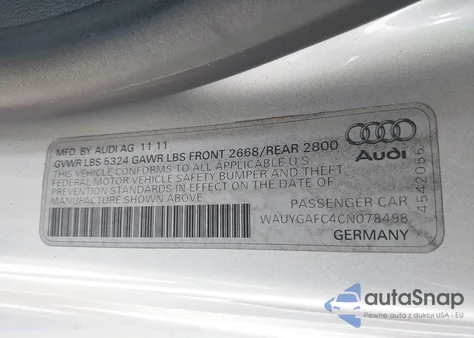 MFD. BY AUDI AG 11 11
GVWR LBS 5324 GAWR LBS FRONT 2668/REAR 2800
THIS VEHICLE CONFORMS TO ALL APPLICABLE U.S.
FEDERAL MOTOR VEHICLE SAFETY BUMPER AND THEFT
PREVENTION STANDARDS IN EFFECT ON THE DATE OF
MANUFACTURE SHOWN ABOVE
Audi
4542056
PASSENGER CAR
WAUYGAFC4CN078498
GERMANY
autoSnap
Pewne auta z aukcji USA i EU